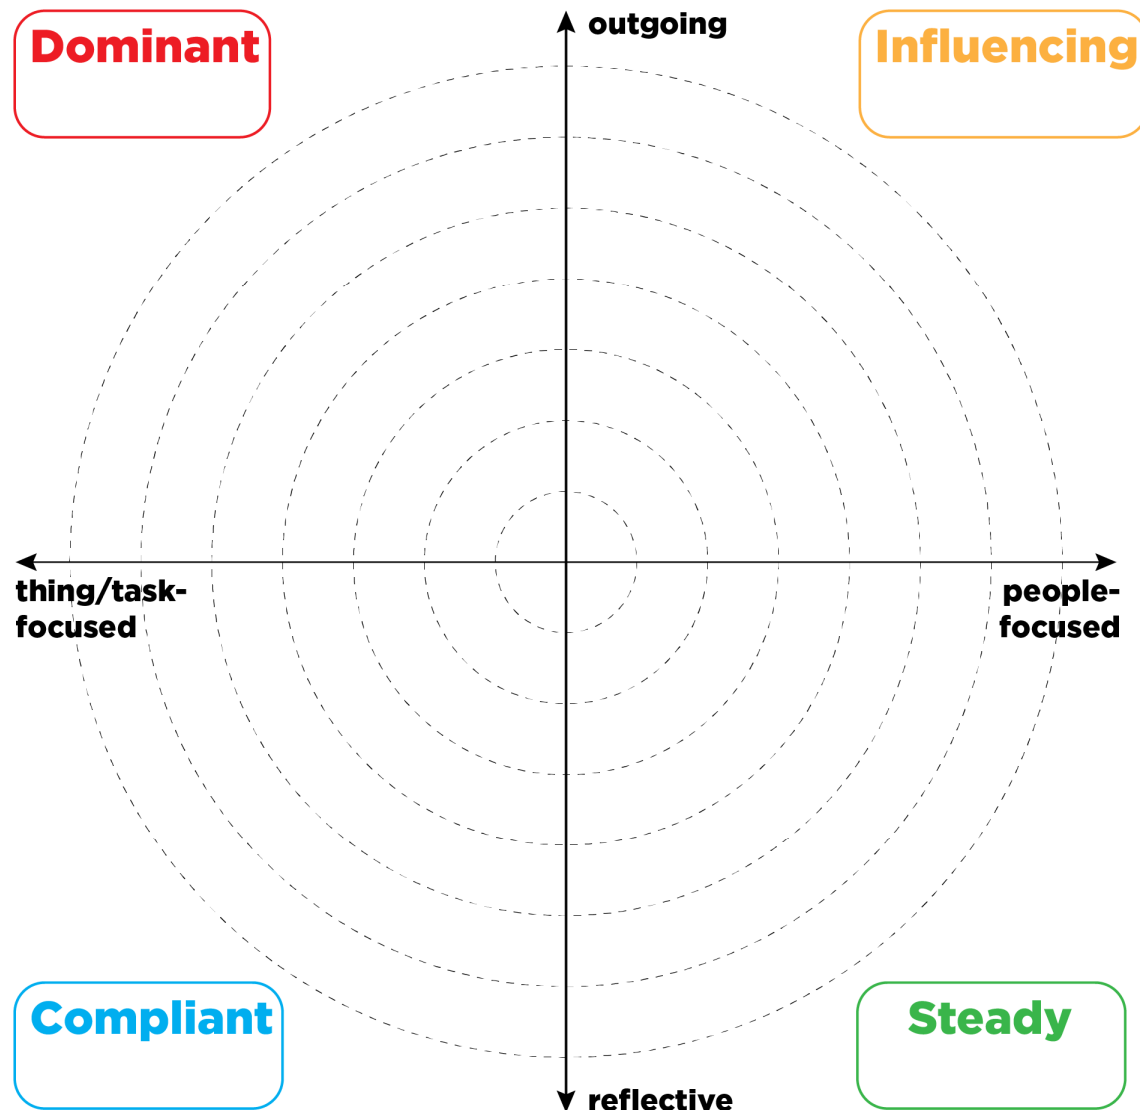 Dominant
outgoing
Influencing
thing/task-
focused
people-
focused
Compliant
Steady
reflective